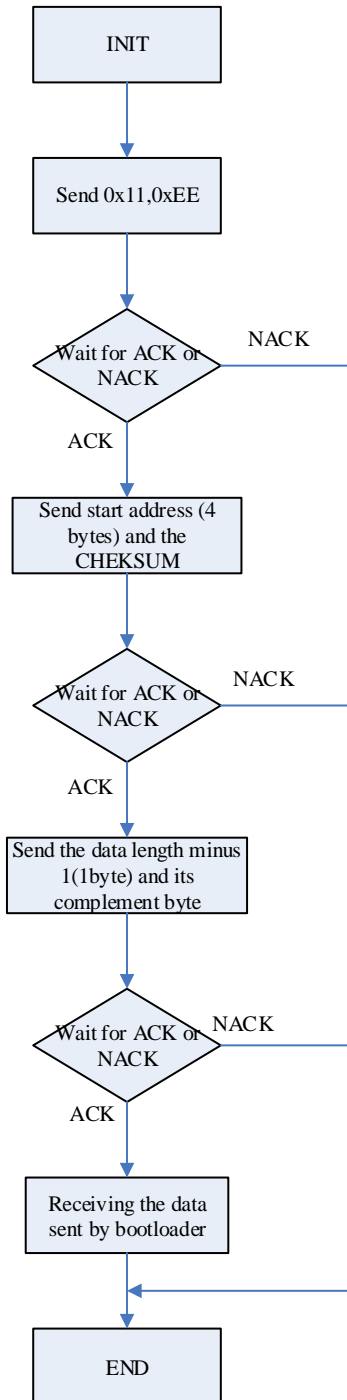 INIT
Send 0x11,0xEE
Wait for ACK or
NACK
NACK
ACK
Send start address (4
bytes) and the
CHEKSUM
Wait for ACK or
NACK
NACK
ACK
Send the data length minus
1(1byte) and its
complement byte
Wait for ACK or
NACK
NACK
ACK
Receiving the data
sent by bootloader
END